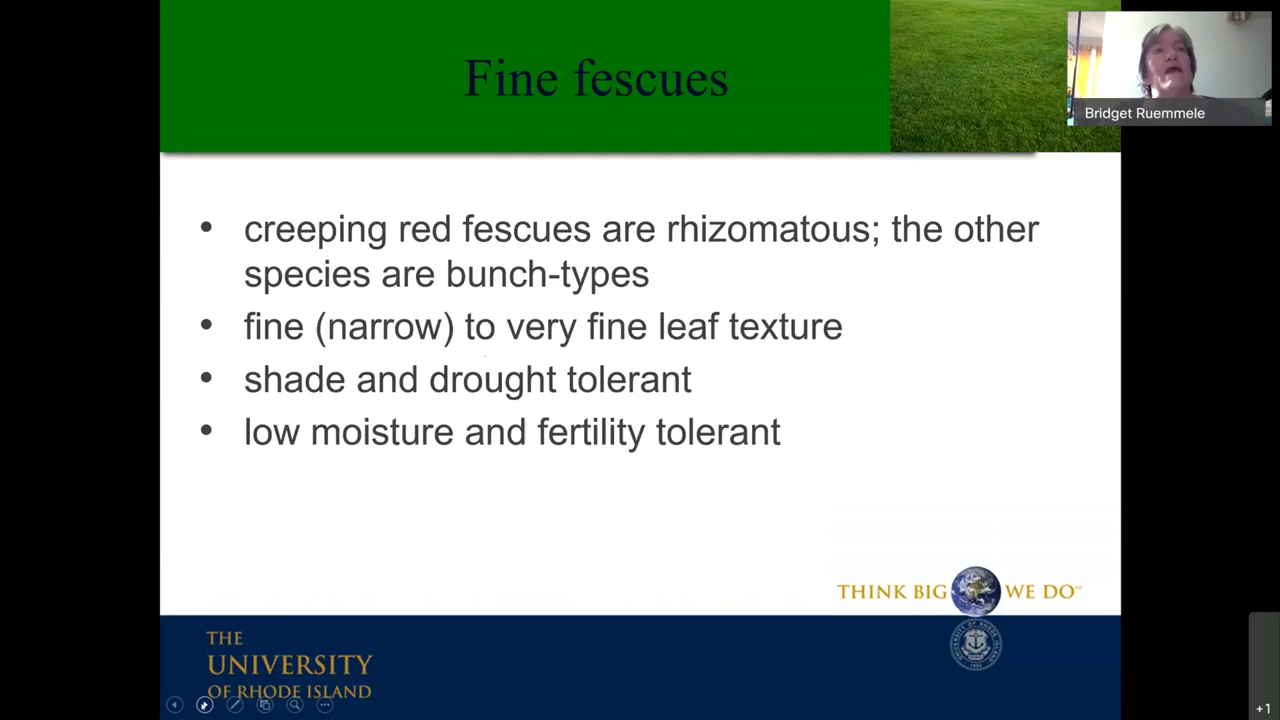 Fine fescues
Bridget Ruemmele
• creeping red fescues are rhizomatous; the other
species are bunch-types
• fine (narrow) to very fine leaf texture
• shade and drought tolerant
• low moisture and fertility tolerant
THINK BIG WE DO℠
THE
UNIVERSITY
OF RHODE ISLAND
+1